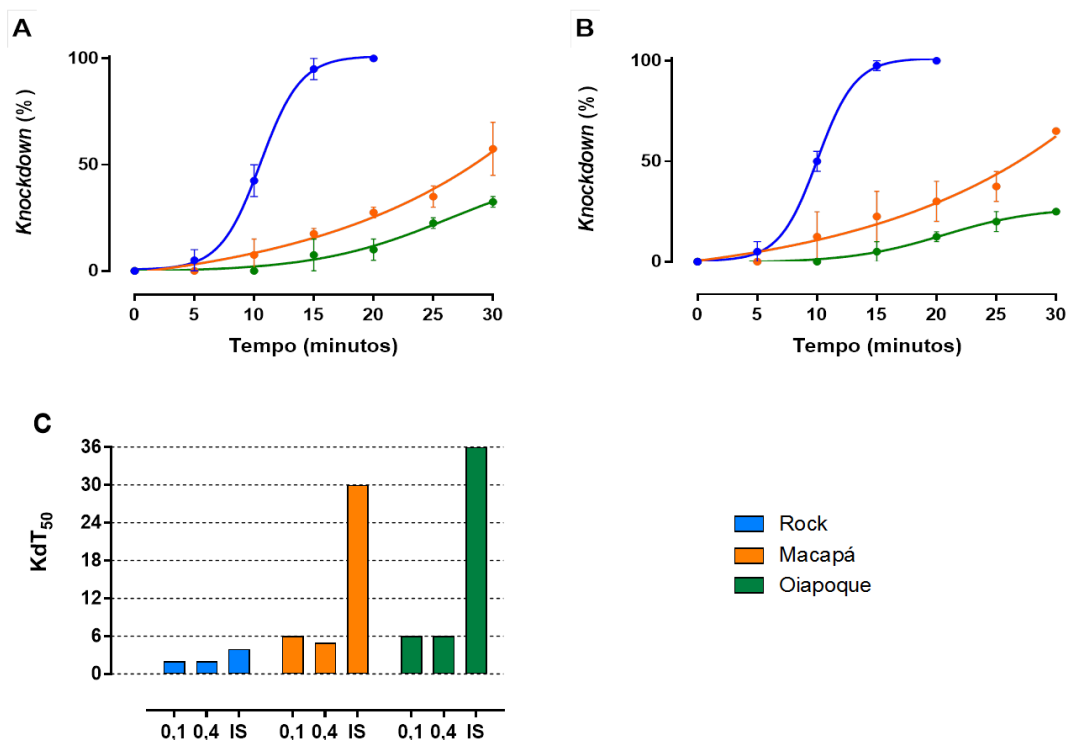 A
Knockdown (%)
100
50
0
0 5 10 15 20 25 30
Tempo (minutos)
B
Knockdown (%)
100
50
0
0 5 10 15 20 25 30
Tempo (minutos)
C
KdT50
36
30
24
18
12
6
0
0,1 0,4 IS 0,1 0,4 IS 0,1 0,4 IS
Rock
Macapá
Oiapoque